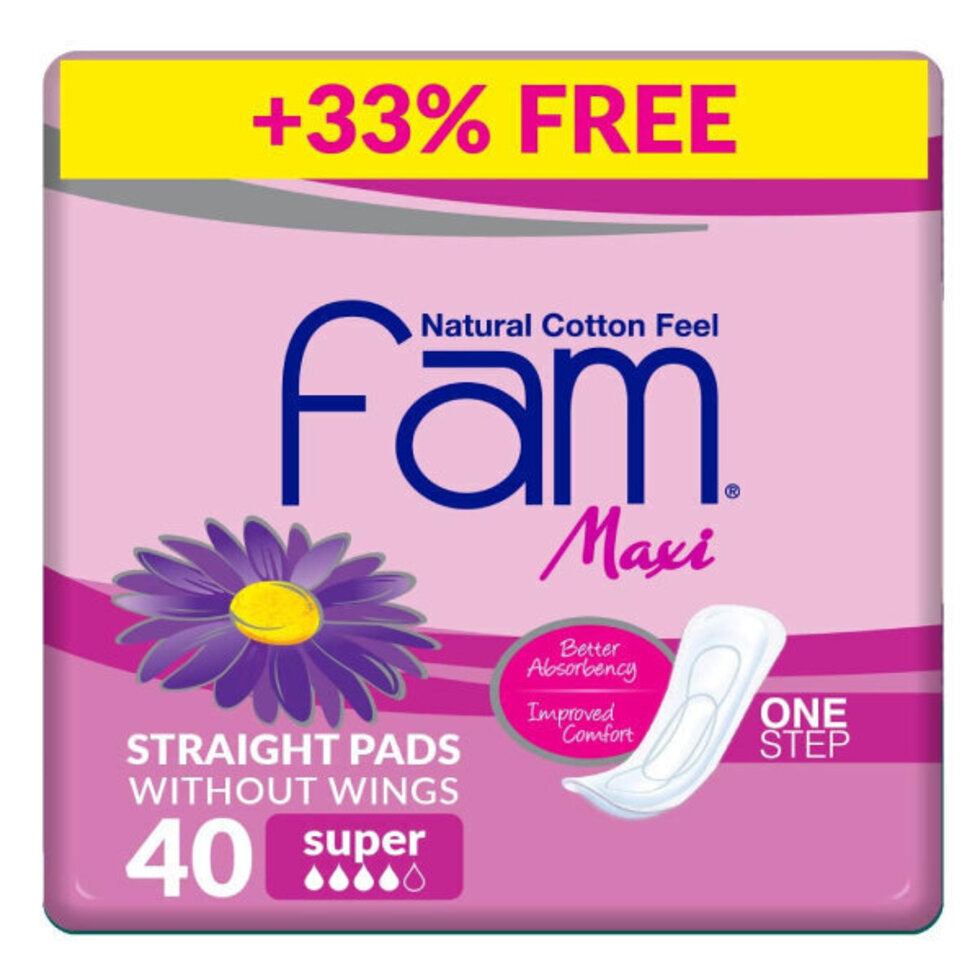 +33% FREE
Natural Cotton Feel
fam®
Maxi
Better
Absorbency
Improved
Comfort
ONE
STEP
STRAIGHT PADS
WITHOUT WINGS
40 super